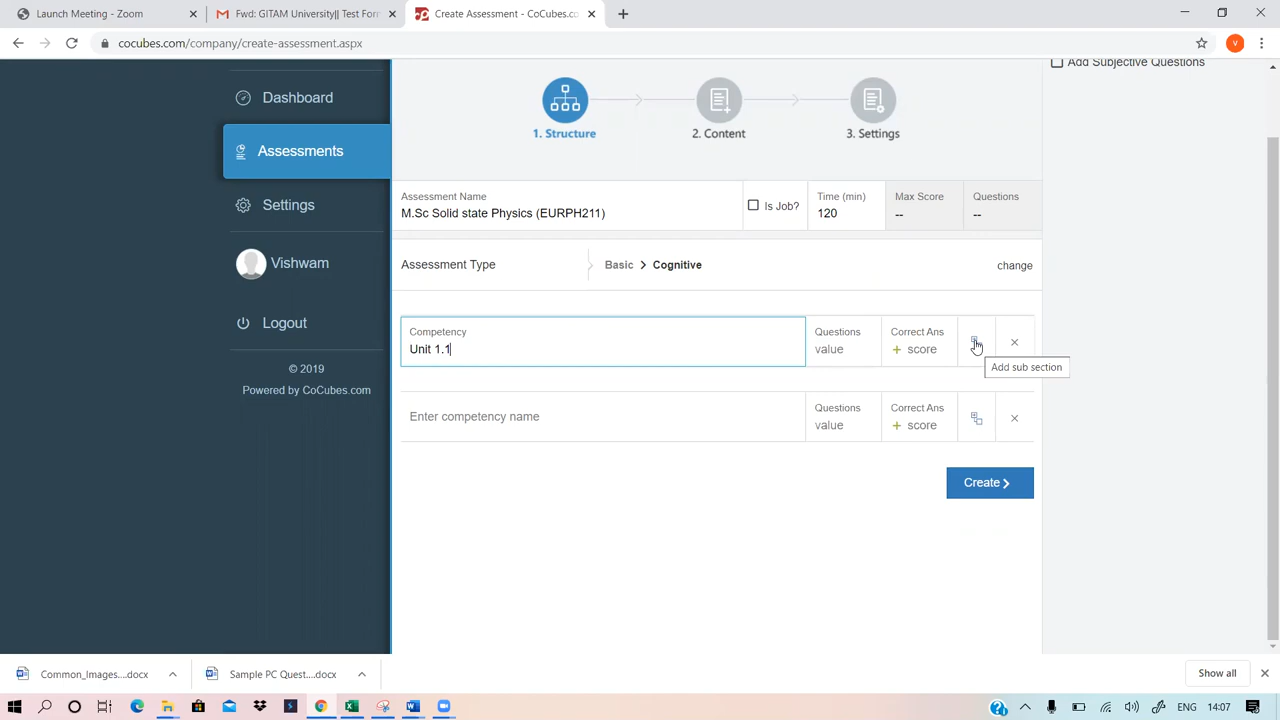 Launch Meeting - Zoom
Fwd: GITAM University|| Test For
Create Assessment - CoCubes.co
cocubes.com/company/create-assessment.aspx
V
Dashboard
Assessments
Settings
Vishwam
Logout
© 2019
Powered by CoCubes.com
1. Structure
2. Content
3. Settings
Add Subjective Questions
Assessment Name
M.Sc Solid state Physics (EURPH211)
Is Job?
Time (min)
120
Max Score
--
Questions
--
Assessment Type
Basic > Cognitive
change
Competency
Unit 1.1
Questions
value
Correct Ans
+ score
Add sub section
Enter competency name
Questions
value
Correct Ans
+ score
Create
Common_Images....docx
Sample PC Quest....docx
Show all
ENG
14:07